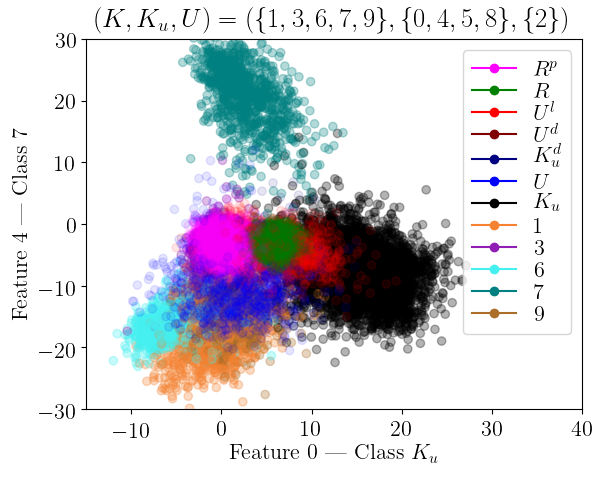 (K, K_u, U) = ({1, 3, 6, 7, 9}, {0, 4, 5, 8}, {2})
30
20
10
0
−10
−20
−30
Feature 4 — Class 7
R^p
R
U^l
U^d
K_u^d
U
K_u
1
3
6
7
9
−10
0
10
20
30
40
Feature 0 — Class K_u